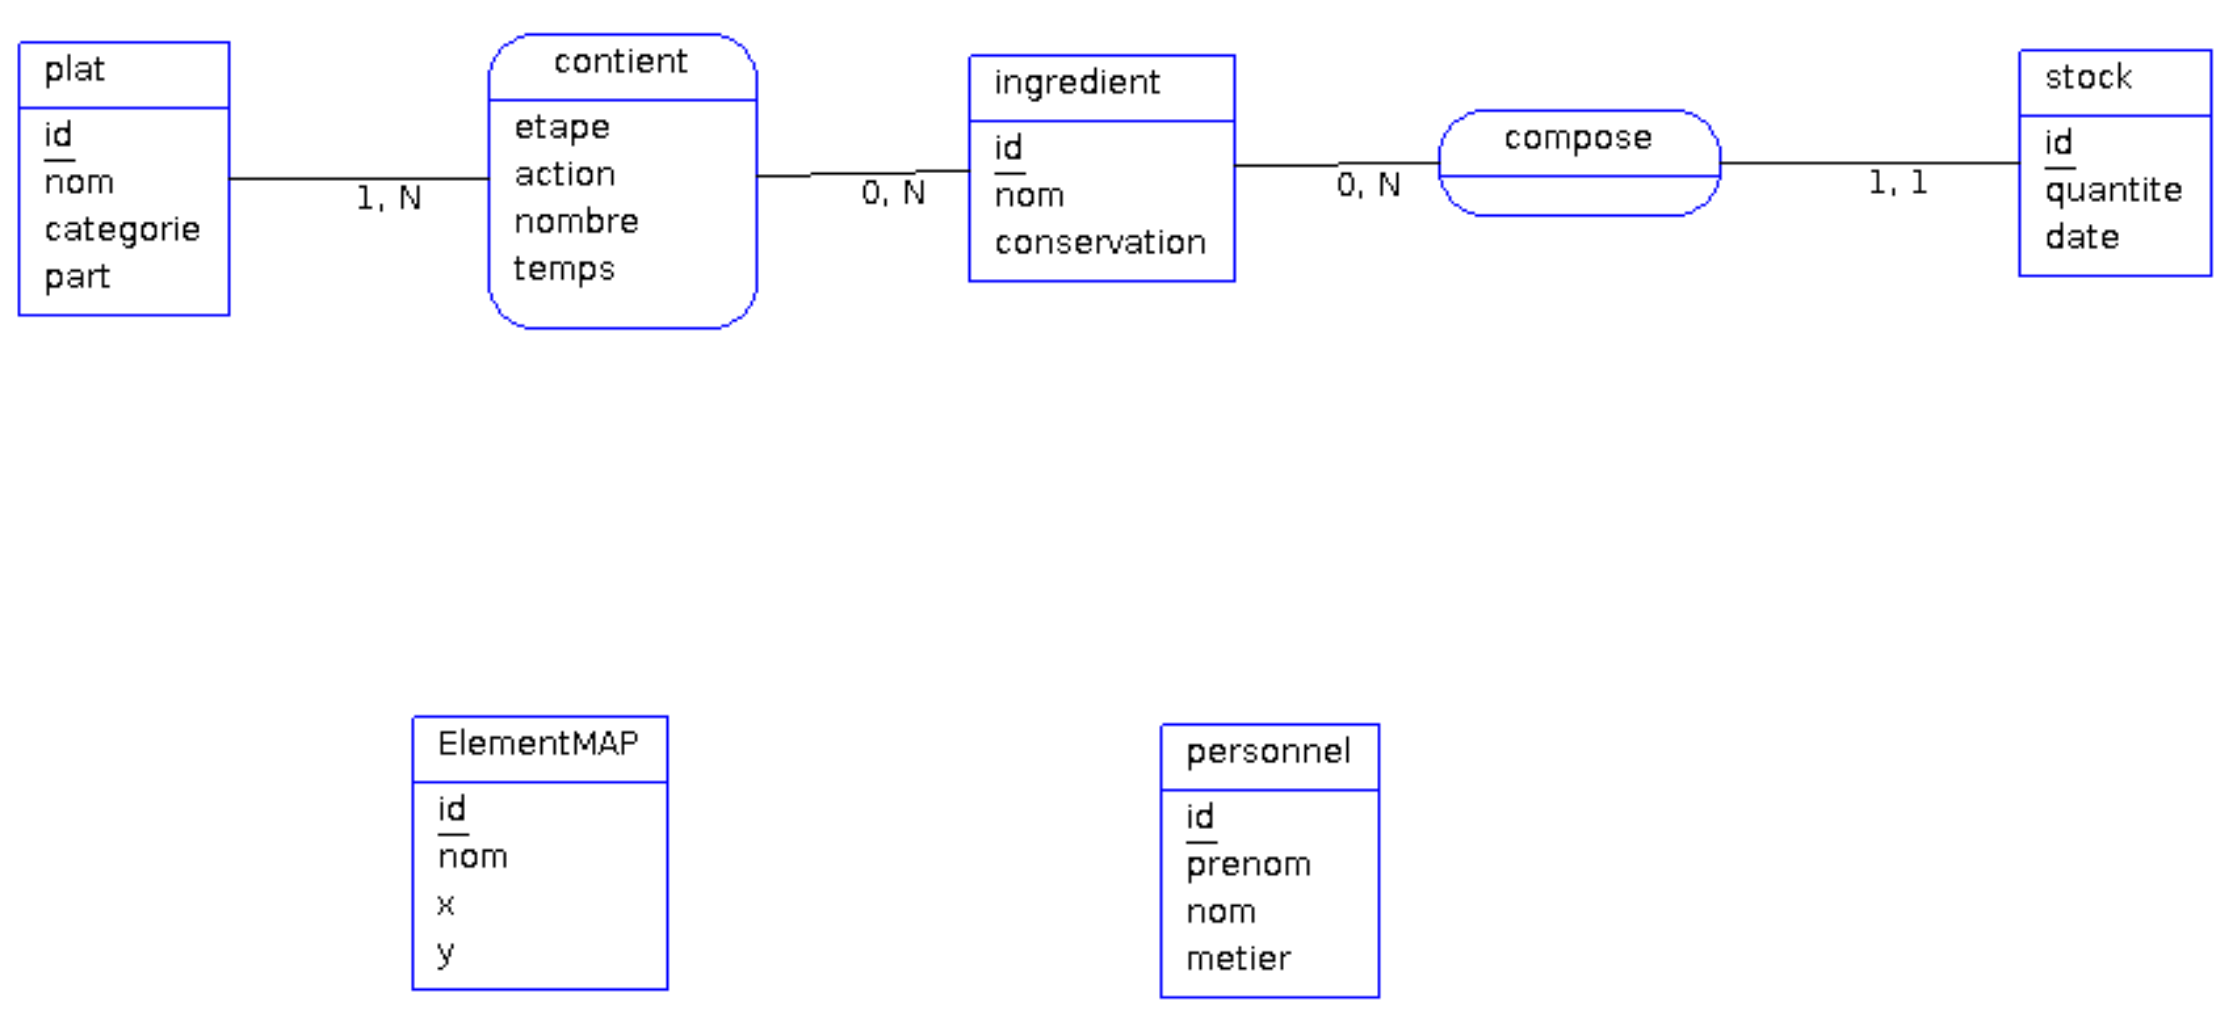 plat
id
nom
categorie
part
1, N
contient
etape
action
nombre
temps
0, N
ingredient
id
nom
conservation
0, N
compose
1, 1
stock
id
quantite
date
ElementMAP
id
nom
x
y
personnel
id
prenom
nom
metier